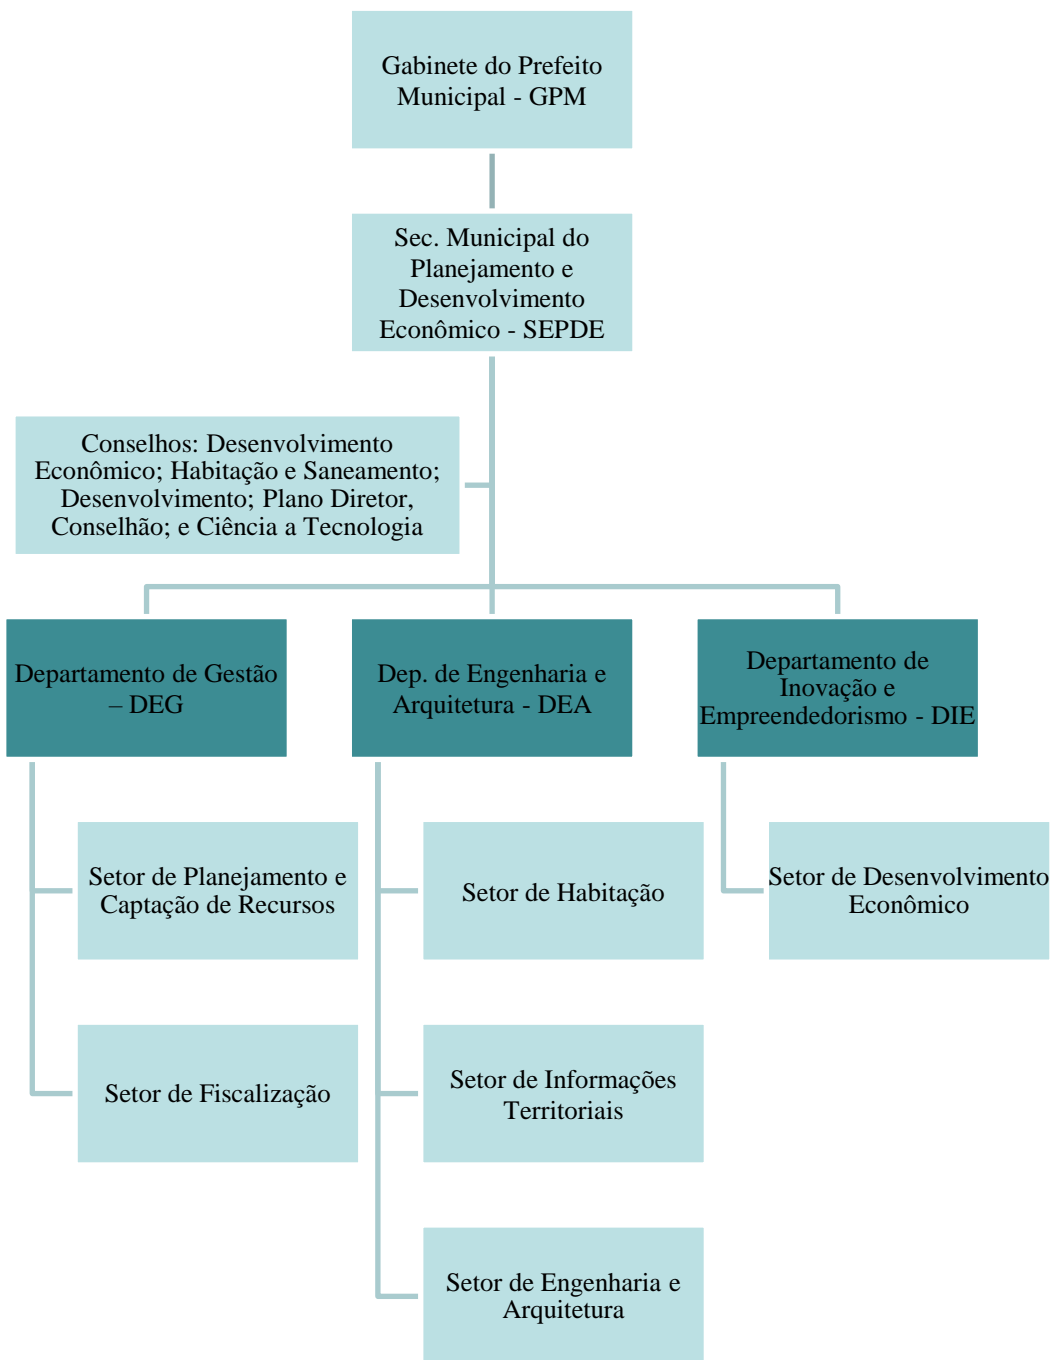 Gabinete do Prefeito
Municipal - GPM
Sec. Municipal do
Planejamento e
Desenvolvimento
Econômico - SEPDE
Conselhos: Desenvolvimento
Econômico; Habitação e Saneamento;
Desenvolvimento; Plano Diretor,
Conselhão; e Ciência a Tecnologia
Departamento de Gestão
– DEG
Dep. de Engenharia e
Arquitetura - DEA
Departamento de
Inovação e
Empreendedorismo - DIE
Setor de Planejamento e
Captação de Recursos
Setor de Habitação
Setor de Desenvolvimento
Econômico
Setor de Fiscalização
Setor de Informações
Territoriais
Setor de Engenharia e
Arquitetura